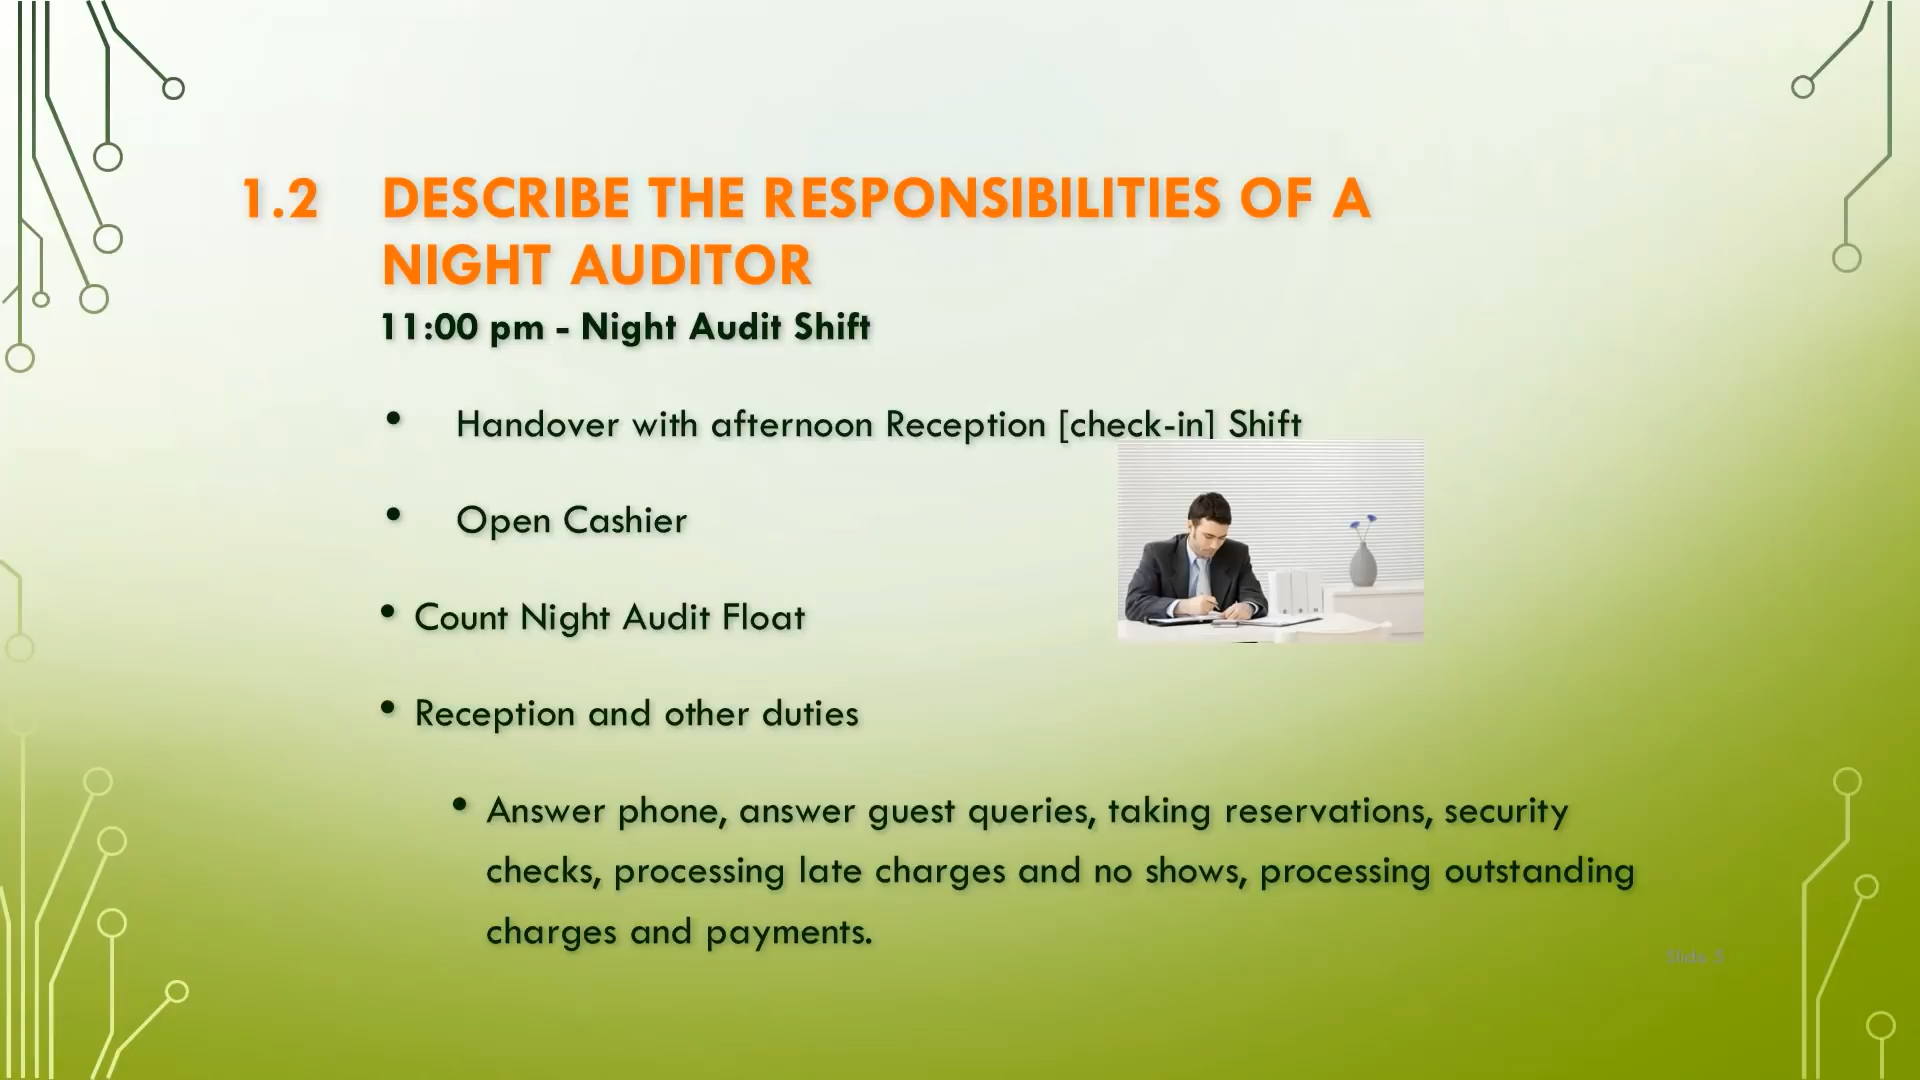 1.2 DESCRIBE THE RESPONSIBILITIES OF A
NIGHT AUDITOR
11:00 pm - Night Audit Shift
• Handover with afternoon Reception [check-in] Shift
• Open Cashier
• Count Night Audit Float
• Reception and other duties
• Answer phone, answer guest queries, taking reservations, security
checks, processing late charges and no shows, processing outstanding
charges and payments.
Slide 5